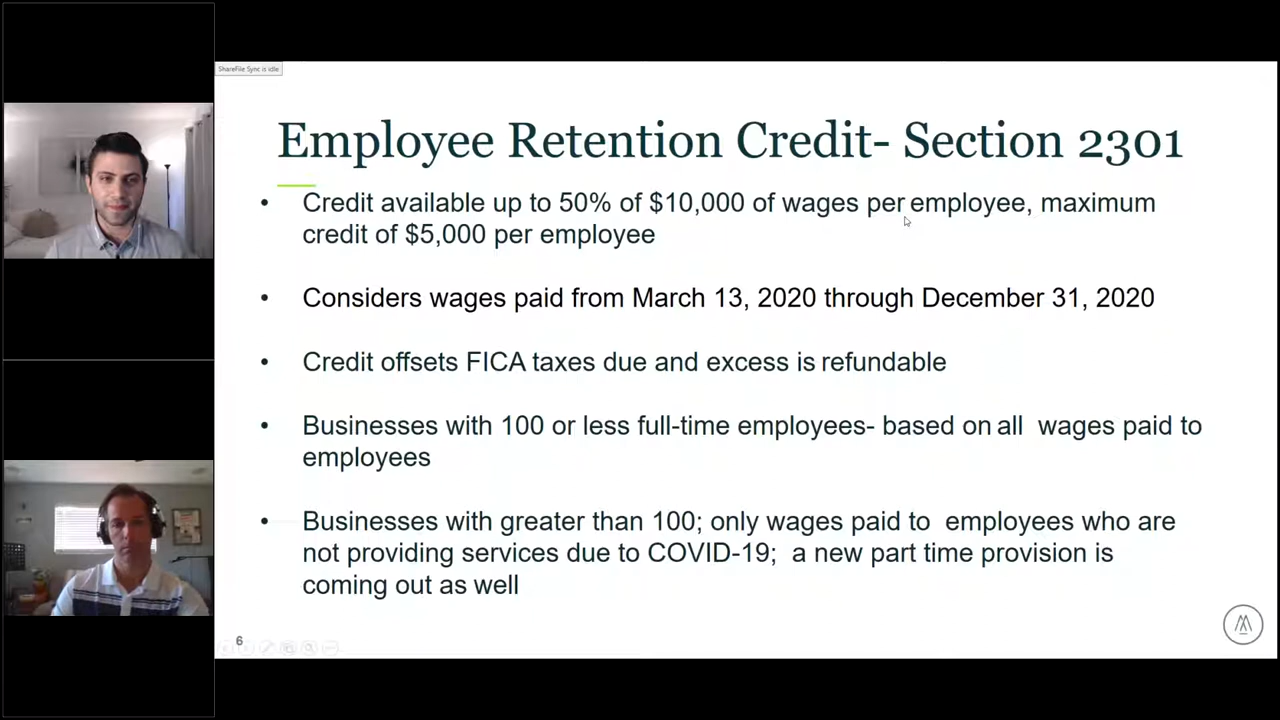 ShareFile Sync is idle
Employee Retention Credit- Section 2301
• Credit available up to 50% of $10,000 of wages per employee, maximum
credit of $5,000 per employee
• Considers wages paid from March 13, 2020 through December 31, 2020
• Credit offsets FICA taxes due and excess is refundable
• Businesses with 100 or less full-time employees- based on all wages paid to
employees
• Businesses with greater than 100; only wages paid to employees who are
not providing services due to COVID-19; a new part time provision is
coming out as well
6